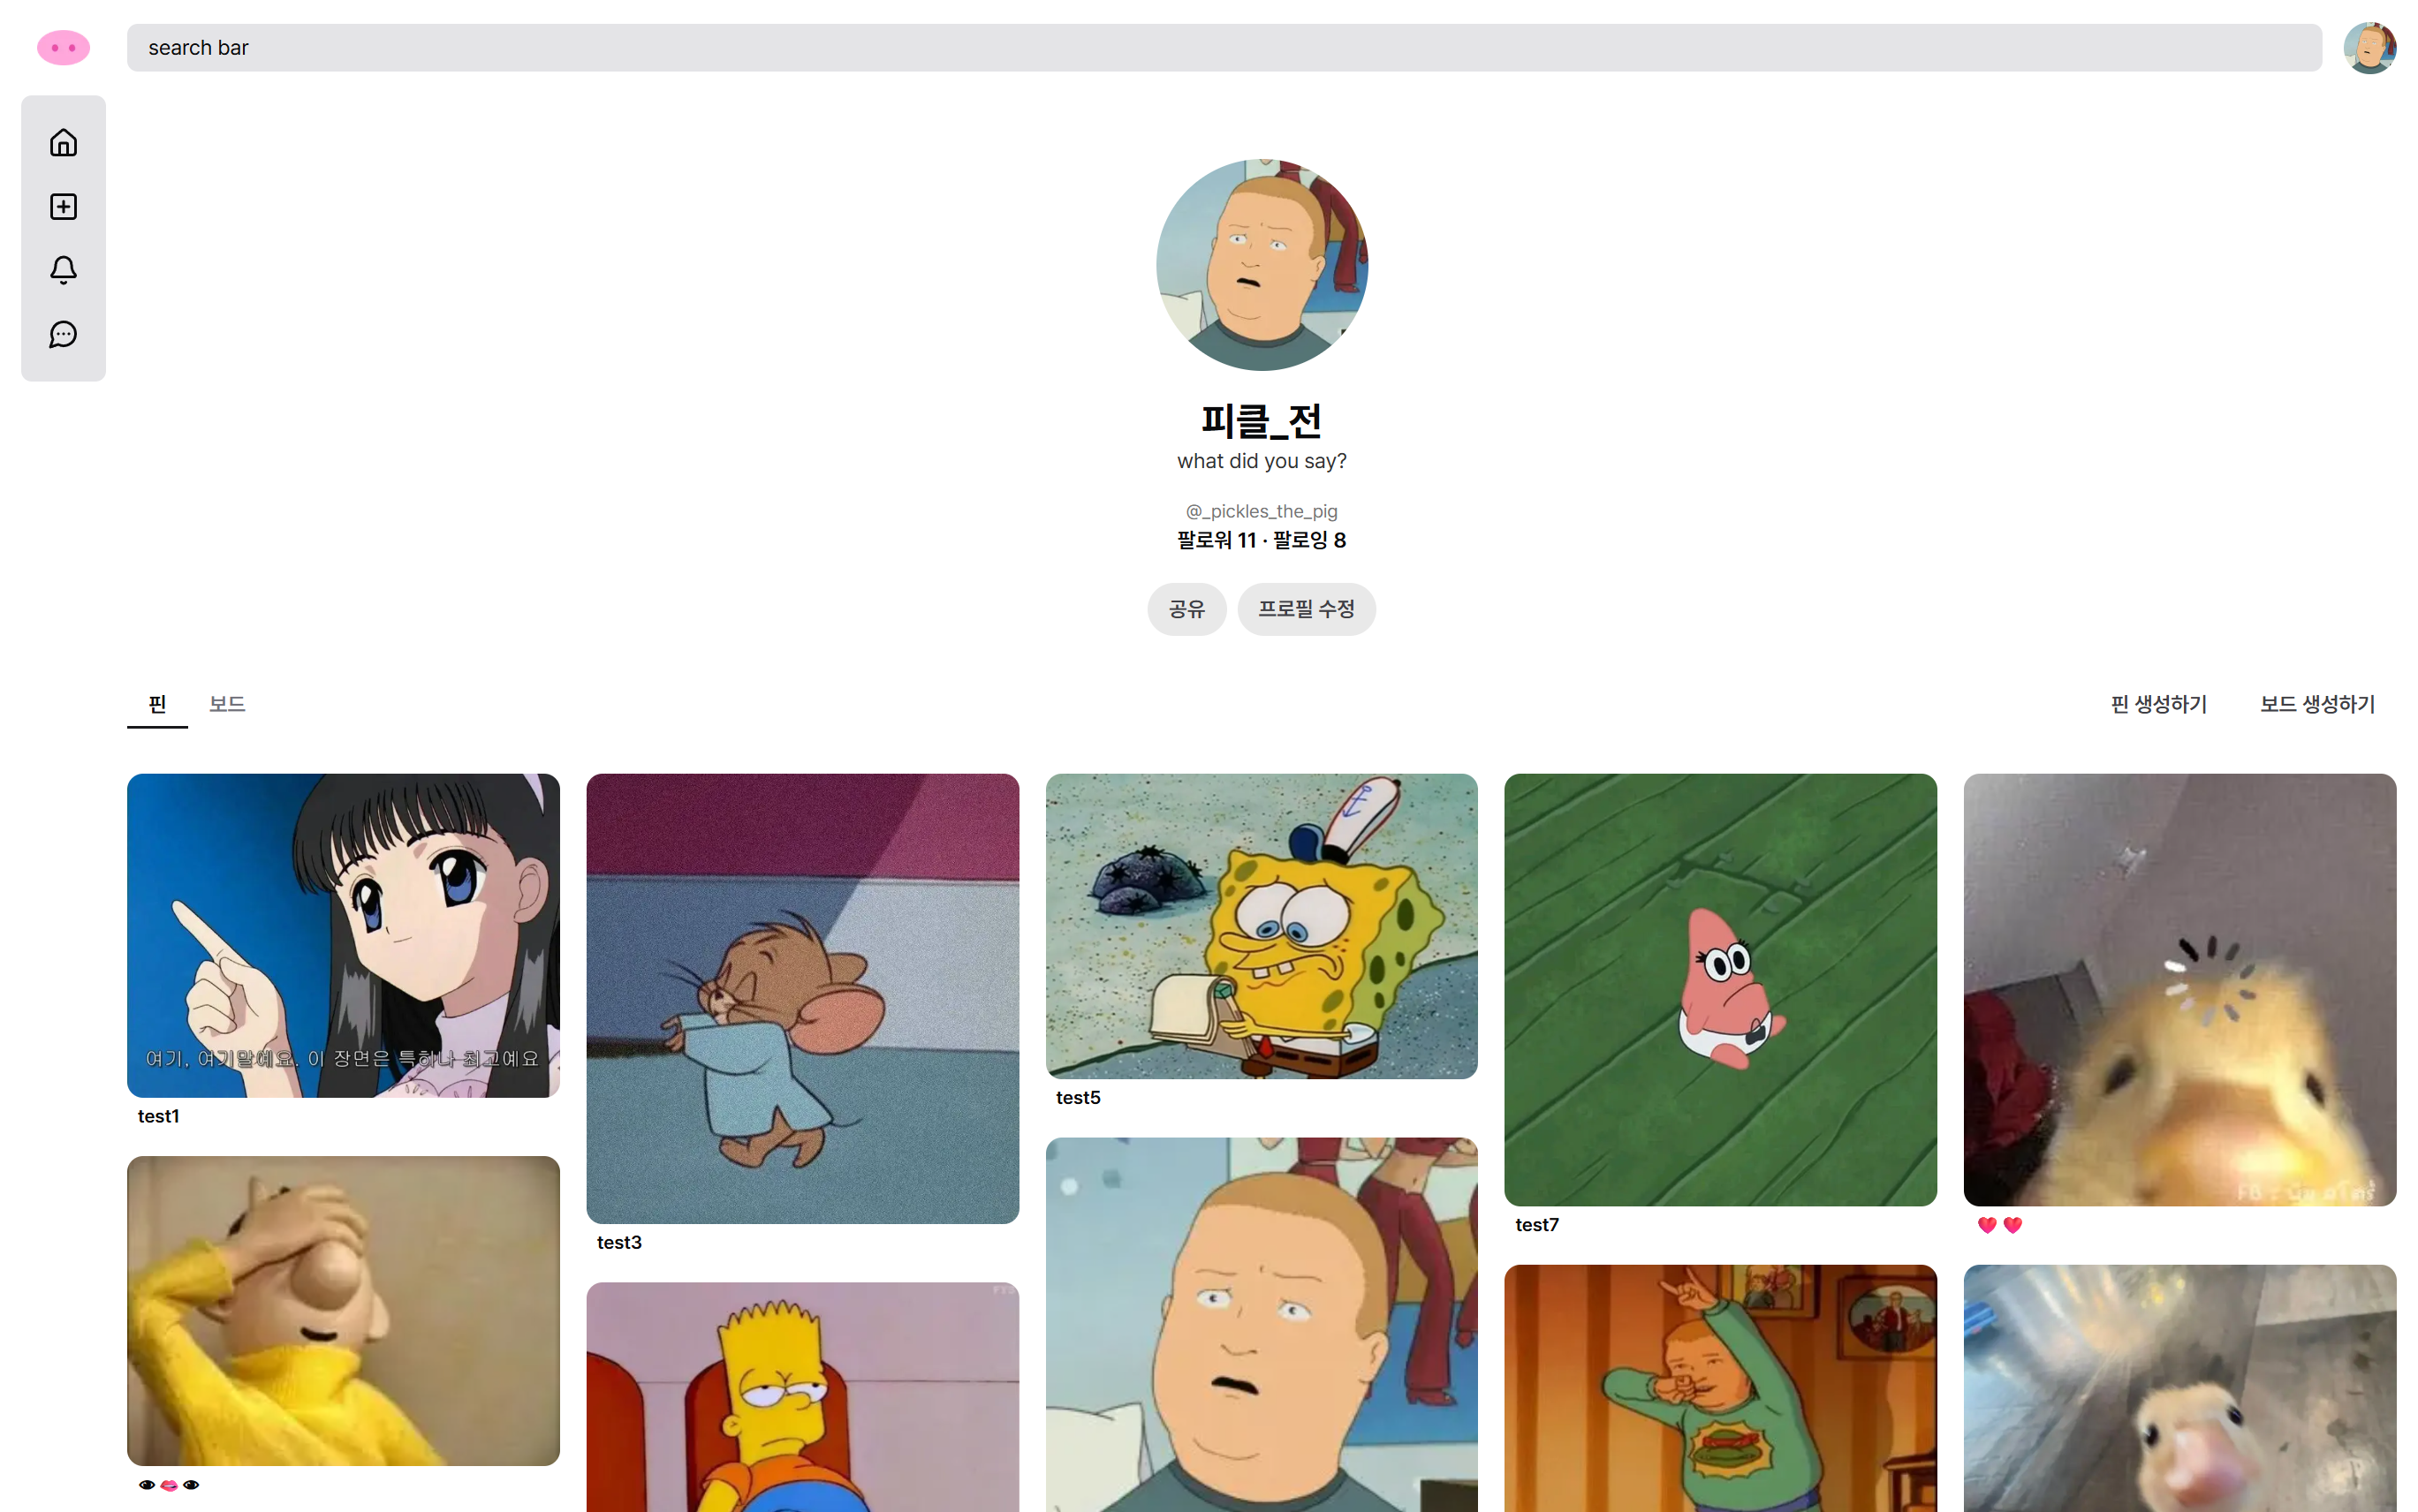 search bar
피클_전
what did you say?
@_pickles_the_pig
팔로워 11 · 팔로잉 8
공유
프로필 수정
핀
보드
핀 생성하기
보드 생성하기
여기, 여기말예요. 이 장면은 특히나 최고예요
test1
test3
test5
test7
❤️ ❤️
👁️ 🫦 👁️